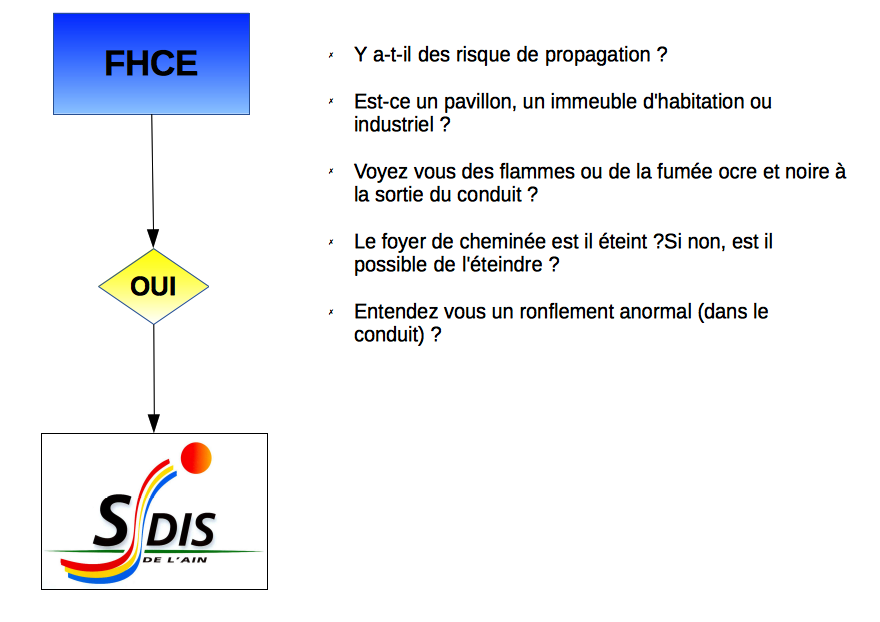 FHCE
Y a-t-il des risque de propagation ?
Est-ce un pavillon, un immeuble d'habitation ou
industriel ?
Voyez vous des flammes ou de la fumée ocre et noire à
la sortie du conduit ?
Le foyer de cheminée est il éteint ?Si non, est il
possible de l'éteindre ?
Entendez vous un ronflement anormal (dans le
conduit) ?
OUI
SDIS
DE L'AIN